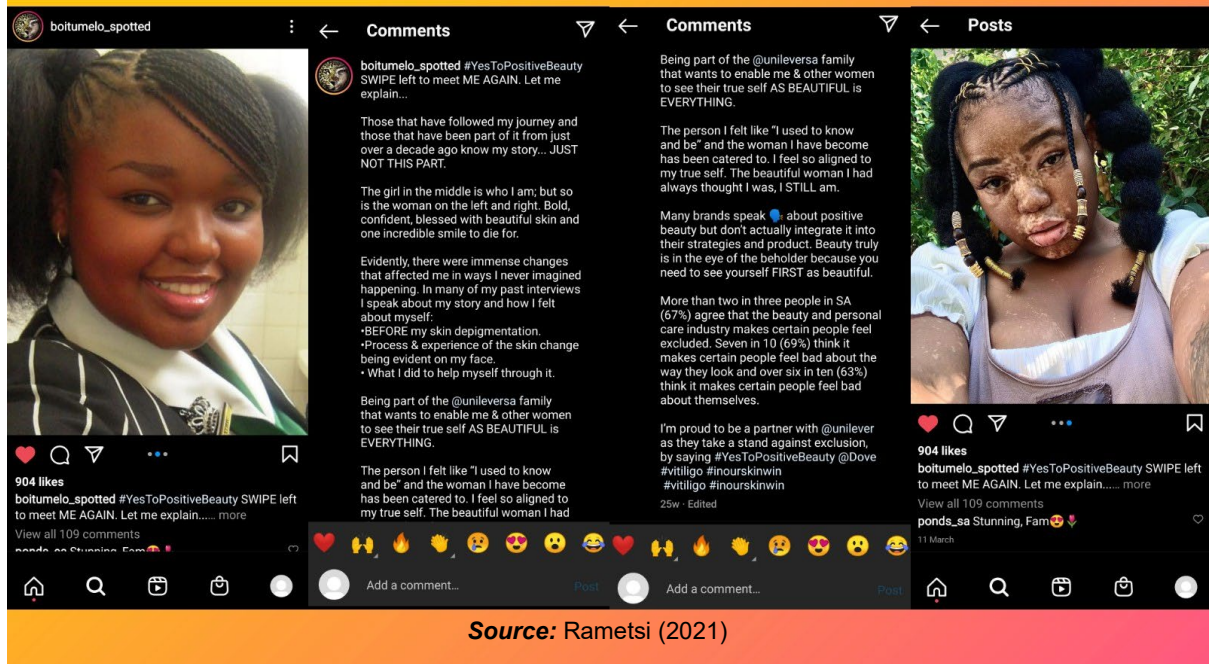 boitumelo_spotted
904 likes
boitumelo_spotted #YesToPositiveBeauty SWIPE left
to meet ME AGAIN. Let me explain...... more
View all 109 comments
Comments
boitumelo_spotted #YesToPositiveBeauty
SWIPE left to meet ME AGAIN. Let me
explain...
Those that have followed my journey and
those that have been part of it from just
over a decade ago know my story... JUST
NOT THIS PART.
The girl in the middle is who I am; but so
is the woman on the left and right. Bold,
confident, blessed with beautiful skin and
one incredible smile to die for.
Evidently, there were immense changes
that affected me in ways I never imagined
happening. In many of my past interviews
I speak about my story and how I felt
about myself:
•BEFORE my skin depigmentation.
•Process & experience of the skin change
being evident on my face.
• What I did to help myself through it.
Being part of the @unileversa family
that wants to enable me & other women
to see their true self AS BEAUTIFUL is
EVERYTHING.
The person I felt like “I used to know
and be” and the woman I have become
has been catered to. I feel so aligned to
my true self. The beautiful woman I had
Add a comment...
Post
Comments
Being part of the @unileversa family
that wants to enable me & other women
to see their true self AS BEAUTIFUL is
EVERYTHING.
The person I felt like “I used to know
and be” and the woman I have become
has been catered to. I feel so aligned to
my true self. The beautiful woman I had
always thought I was, I STILL am.
Many brands speak 🗣 about positive
beauty but don't actually integrate it into
their strategies and product. Beauty truly
is in the eye of the beholder because you
need to see yourself FIRST as beautiful.
More than two in three people in SA
(67%) agree that the beauty and personal
care industry makes certain people feel
excluded. Seven in 10 (69%) think it
makes certain people feel bad about the
way they look and over six in ten (63%)
think it makes certain people feel bad
about themselves.
I'm proud to be a partner with @unilever
as they take a stand against exclusion,
by saying #YesToPositiveBeauty @Dove
#vitiligo #inourskinwin
#vitiligo #inourskinwin
25w · Edited
Add a comment...
Post
Posts
904 likes
boitumelo_spotted #YesToPositiveBeauty SWIPE left
to meet ME AGAIN. Let me explain...... more
View all 109 comments
ponds_sa Stunning, Fam😍🌷
11 March
Source: Rametsi (2021)